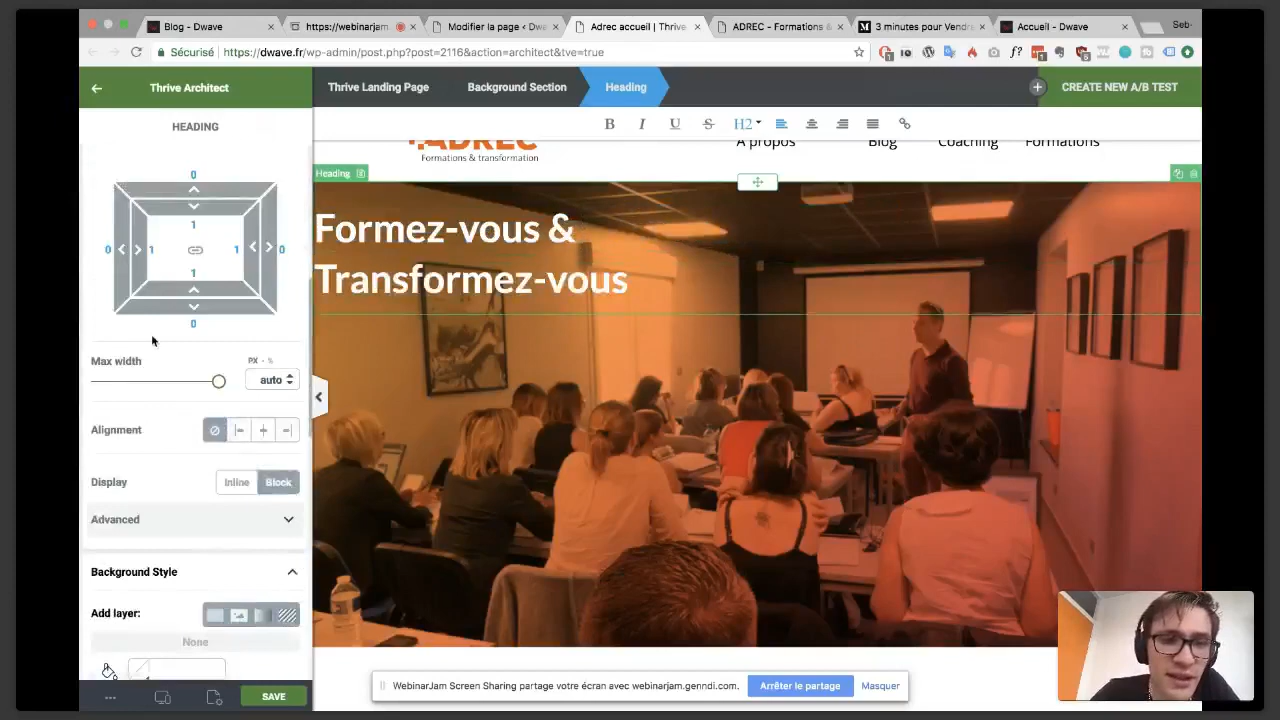 Blog - Dwave
https://webinarjam
Modifier la page < Dwe
Adrec accueil | Thrive
ADREC - Formations &
3 minutes pour Vendre
Accueil - Dwave
Seb-
Sécurisé
https://dwave.fr/wp-admin/post.php?post=2116&action=architect&tve=true
Thrive Architect
Thrive Landing Page
Background Section
Heading
CREATE NEW A/B TEST
HEADING
B I U S H2
ADREC
Formations & transformation
A propos
Blog
Coaching
Formations
Heading
0
1
0 1 1 0
1
0
Formez-vous &
Transformez-vous
Max width
PX - %
auto
Alignment
Display
Inline
Block
Advanced
Background Style
Add layer:
None
SAVE
WebinarJam Screen Sharing partage votre écran avec webinarjam.genndi.com.
Arrêter le partage
Masquer